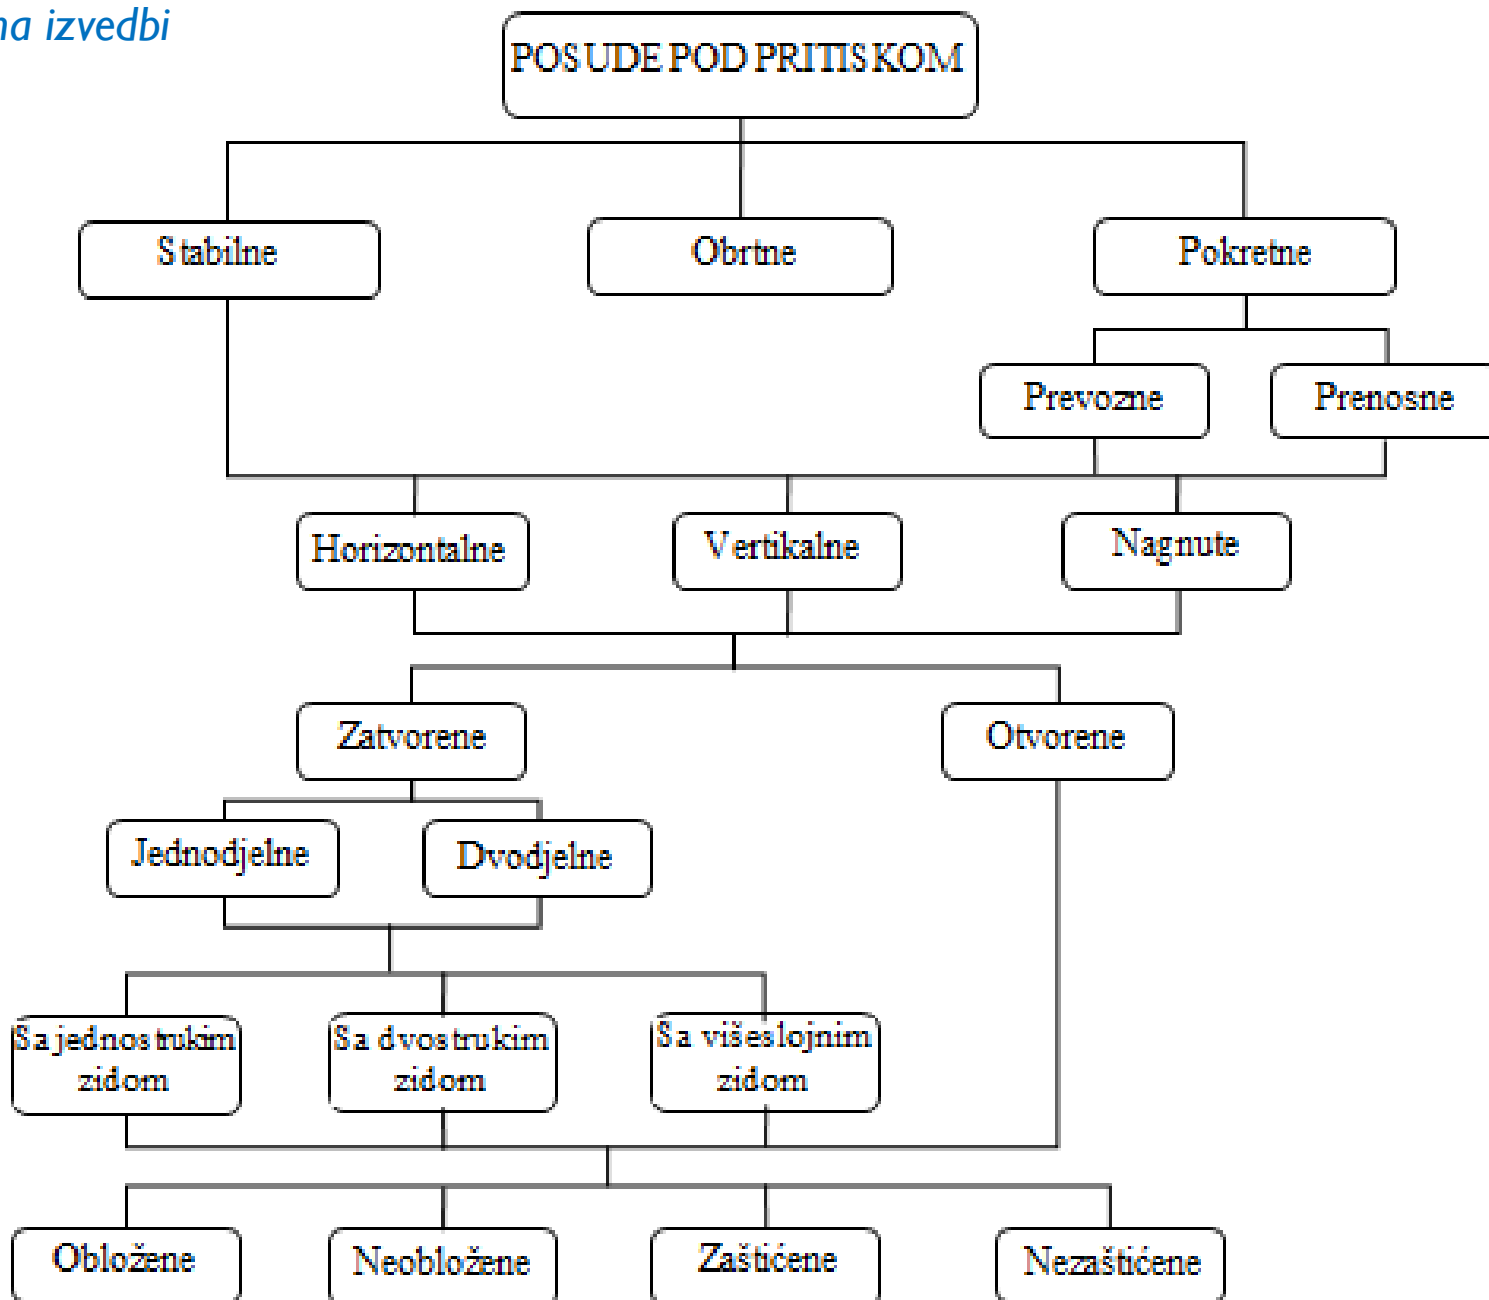 na izvedbi
POSUDE POD PRITISKOM
Stabilne
Obrtne
Pokretne
Prevozne
Prenosne
Horizontalne
Vertikalne
Nagnute
Zatvorene
Otvorene
Jednodjelne
Dvodjelne
Sa jednostrukim
zidom
Sa dvostrukim
zidom
Sa višeslojnim
zidom
Obložene
Neobložene
Zaštićene
Nezaštićene